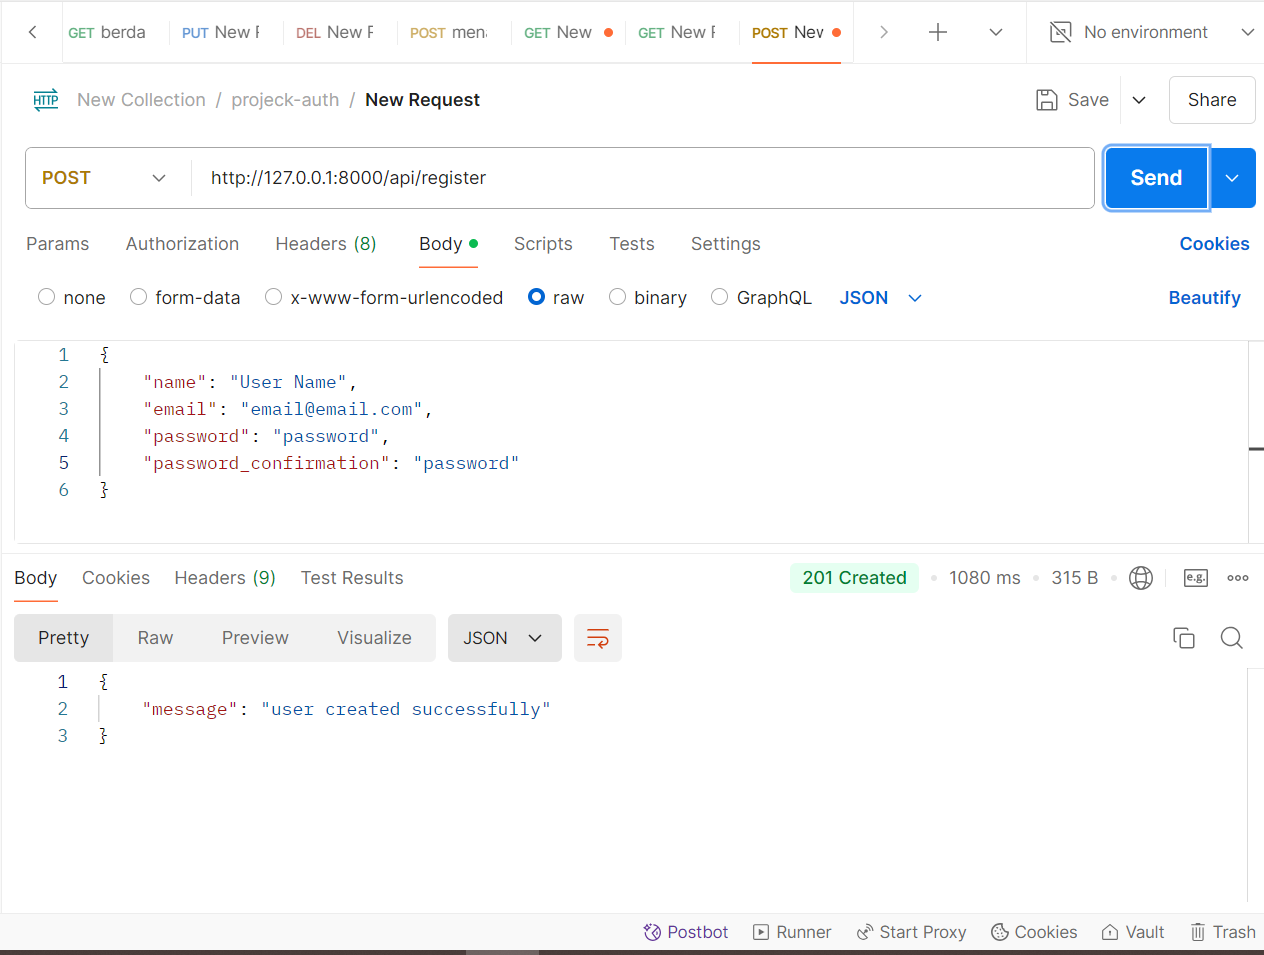 GET berda PUT New F DEL New F POST men GET New GET New F POST Nev No environment
HTTP New Collection / projeck-auth / New Request Save Share
POST http://127.0.0.1:8000/api/register Send
Params Authorization Headers (8) Body Scripts Tests Settings Cookies
none form-data x-www-form-urlencoded raw binary GraphQL JSON Beautify
1 {
2 "name": "User Name",
3 "email": "email@email.com",
4 "password": "password",
5 "password_confirmation": "password"
6 }
Body Cookies Headers (9) Test Results 201 Created 1080 ms 315 B e.g.
Pretty Raw Preview Visualize JSON
1 {
2 "message": "user created successfully"
3 }
Postbot Runner Start Proxy Cookies Vault Trash